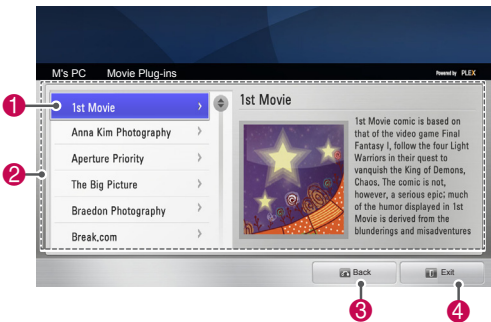 M's PC Movie Plug-ins
Powered by PLEX
1
1st Movie
Anna Kim Photography
Aperture Priority
2
The Big Picture
Braedon Photography
Break.com
1st Movie
1st Movie comic is based on
that of the video game Final
Fantasy I, follow the four Light
Warriors in their quest to
vanquish the King of Demons,
Chaos, The comic is not,
however, a serious epic; much
of the humor displayed in 1st
Movie is derived from the
blunderings and misadventures
Back
Exit
3
4